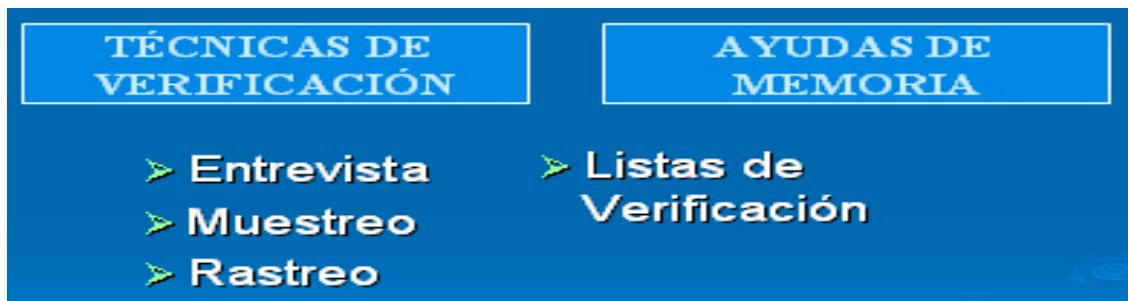 TÉCNICAS DE
VERIFICACIÓN
AYUDAS DE
MEMORIA
Entrevista
Muestreo
Rastreo
Listas de
Verificación